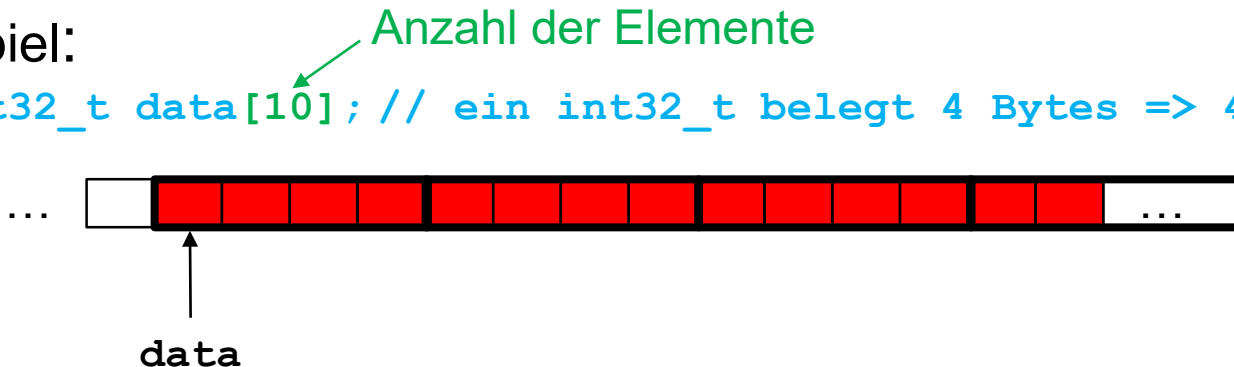 Anzahl der Elemente
piel:
t32_t data[10]; // ein int32_t belegt 4 Bytes => 4
... ...
data